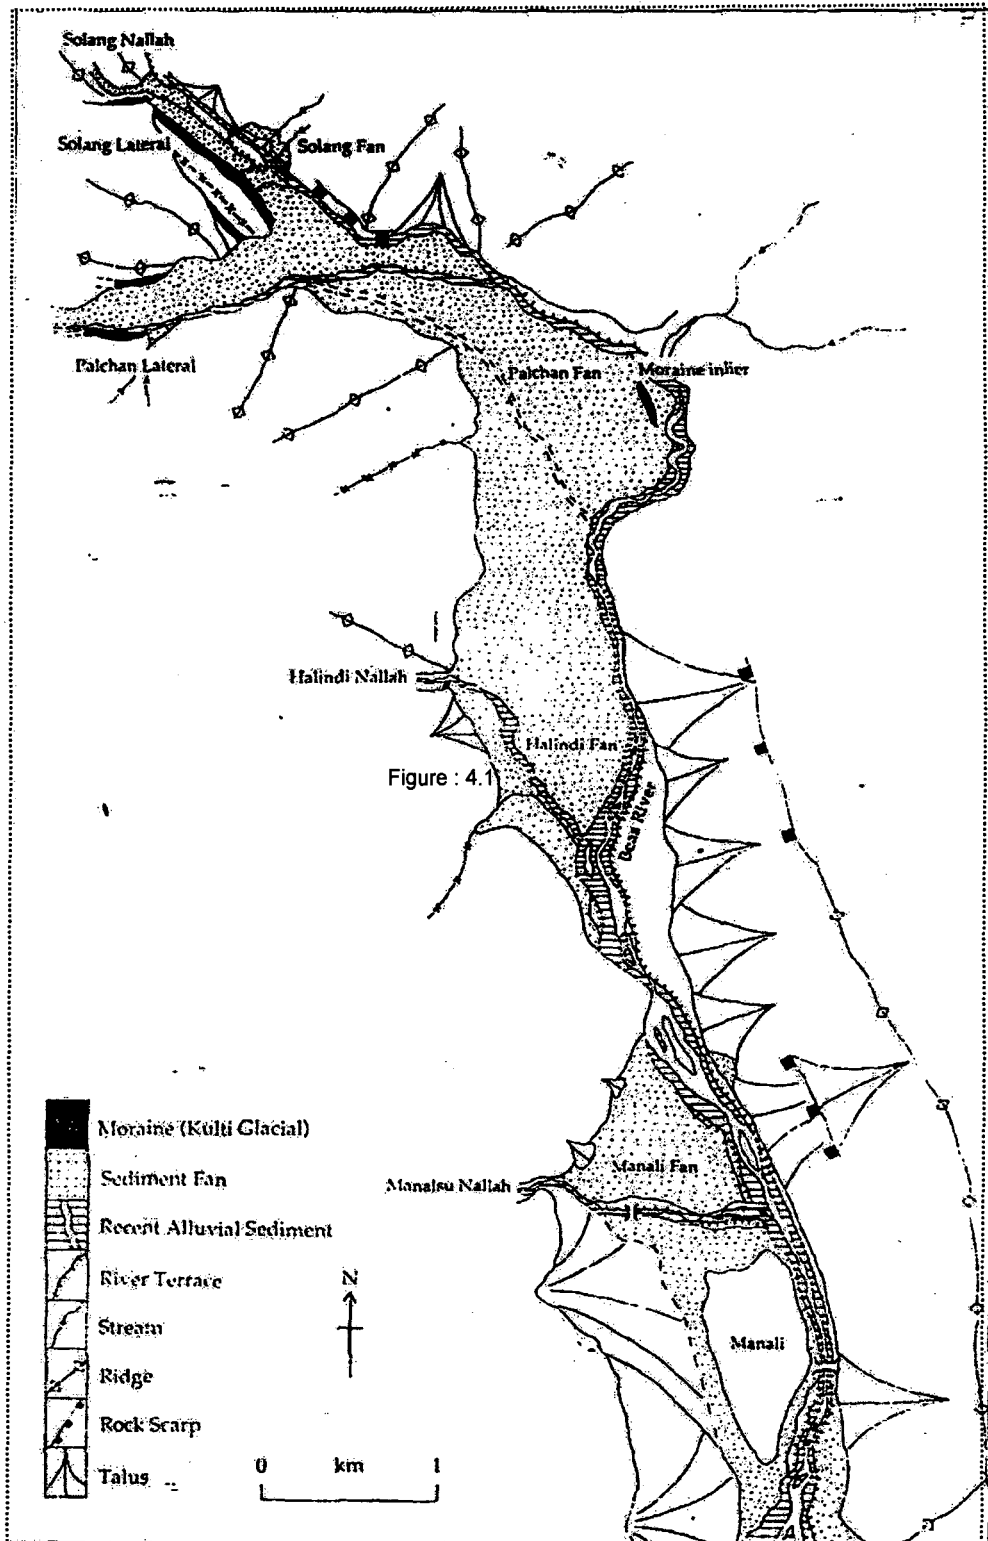 Solang Nallah
Solang Lateral
Solang Fan
Palchan Lateral
Palchan Fan
Moraine inlier
Halindi Nallah
Halindi Fan
Figure : 4.1
Beas River
Manalsu Nallah
Manali Fan
Manali
Moraine (Kulti Glacial)
Sediment Fan
Recent Alluvial Sediment
River Terrace
Stream
Ridge
Rock Scarp
Talus
N
0 km 1